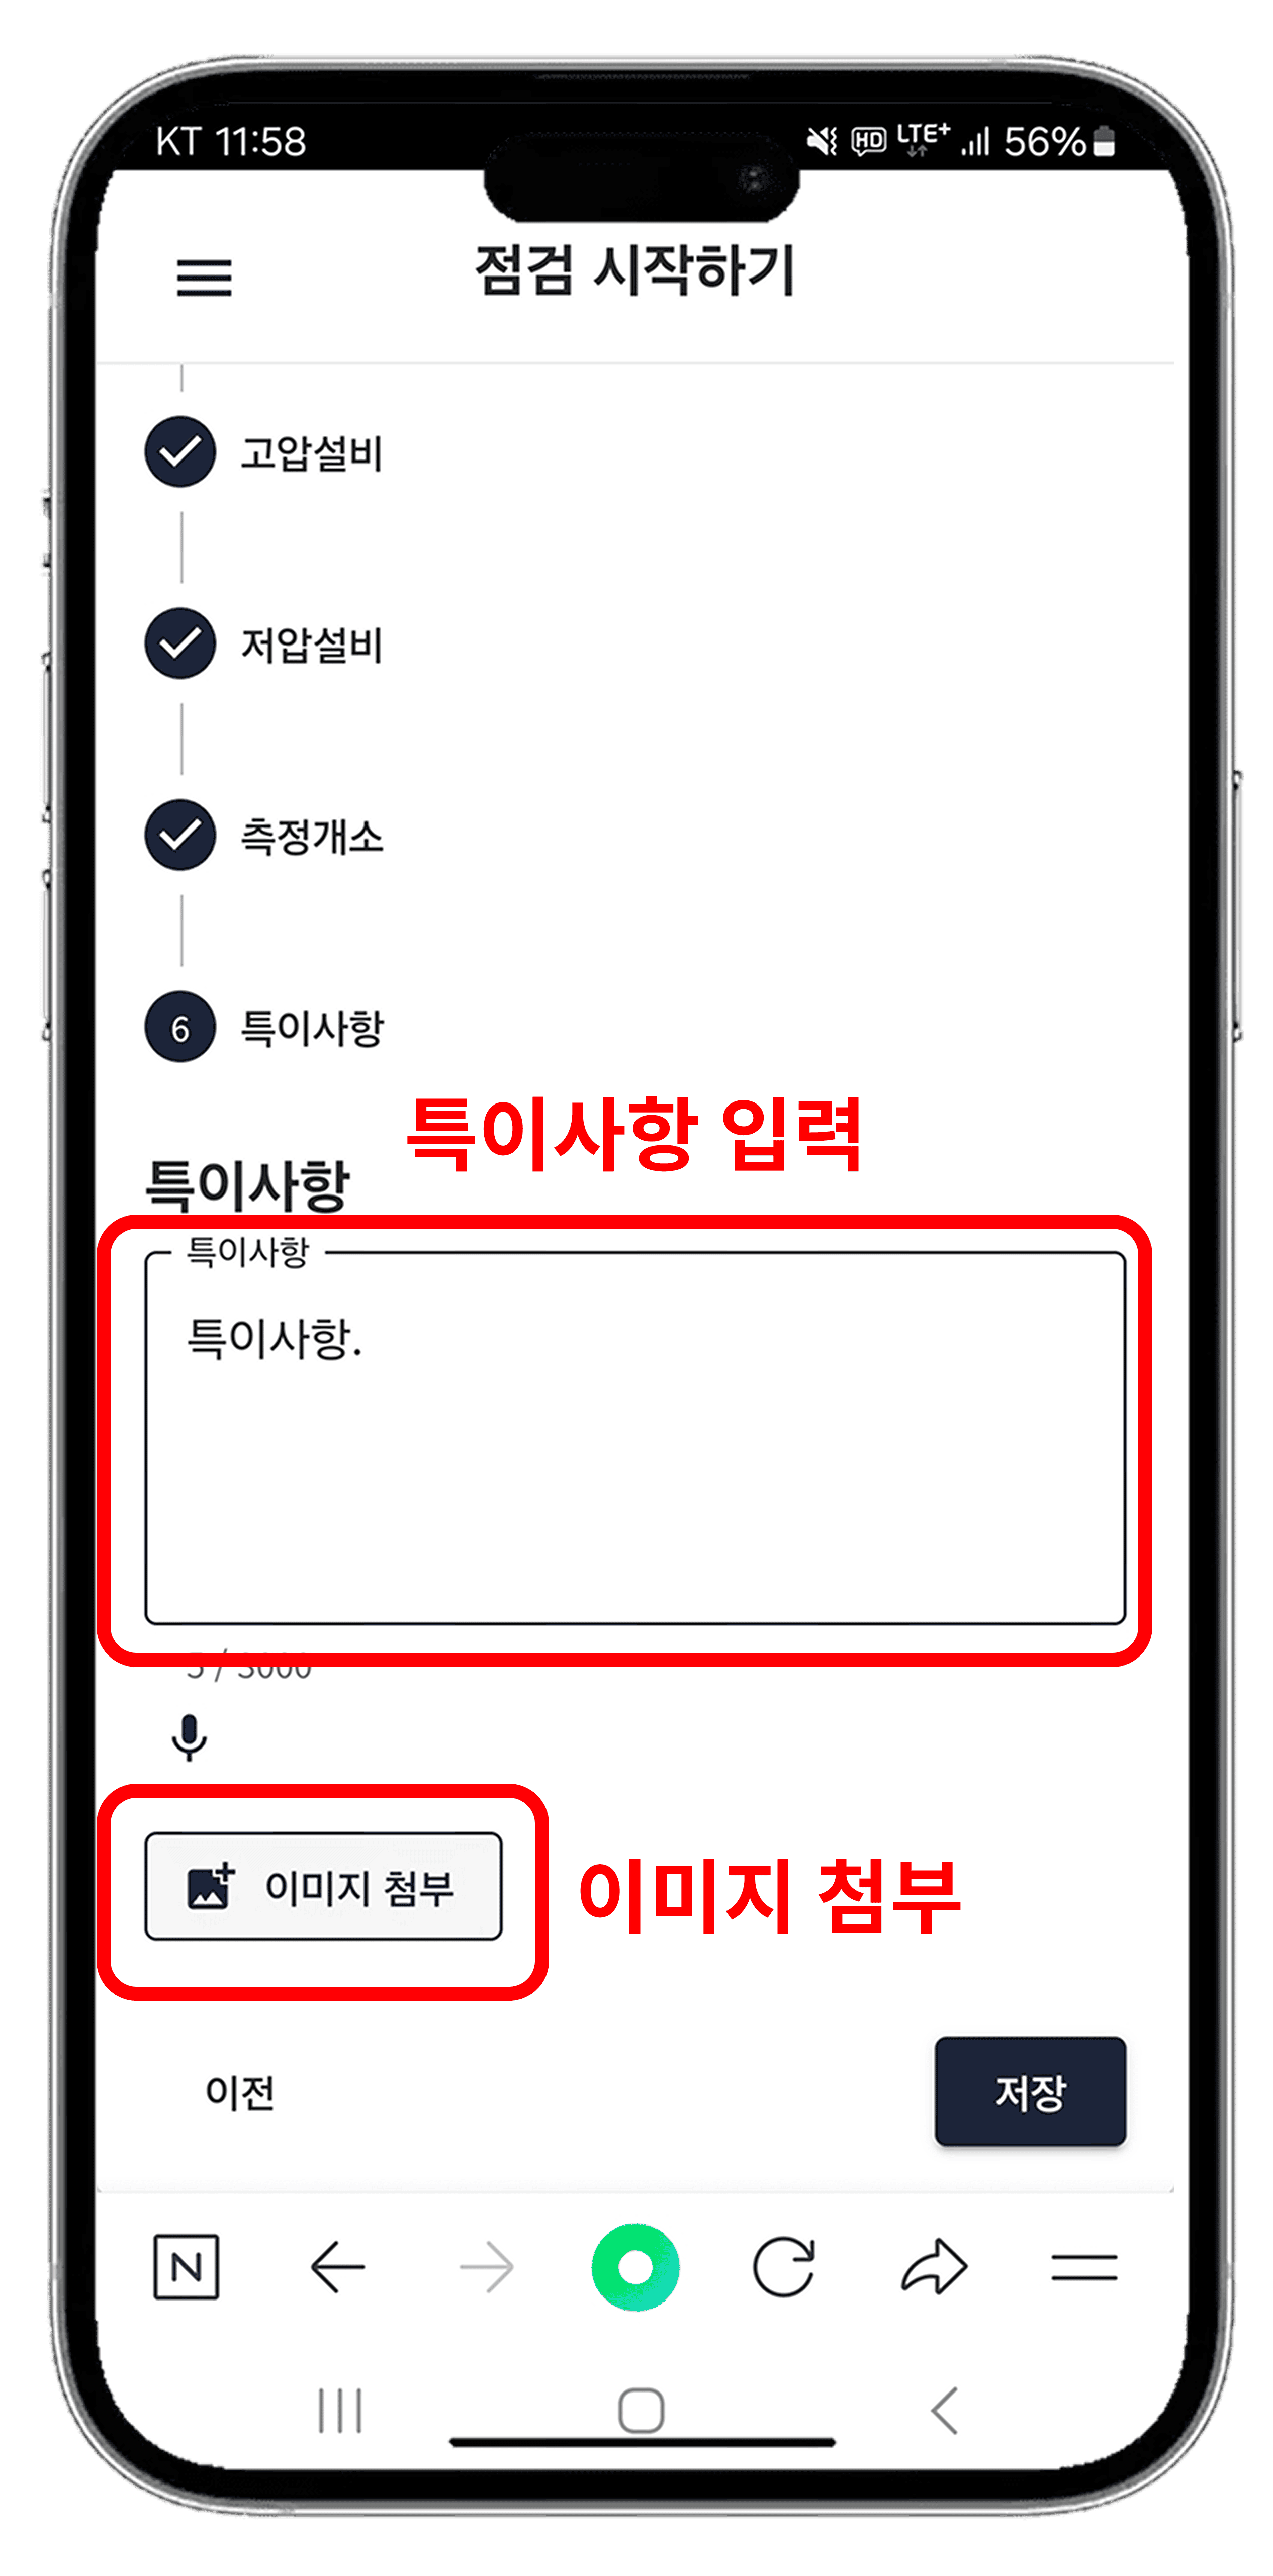 KT 11:58
HD LTE+ 56%
점검 시작하기
고압설비
저압설비
측정개소
6 특이사항
특이사항 입력
특이사항
특이사항
특이사항.
5 / 3000
이미지 첨부
이미지 첨부
이전
저장
N